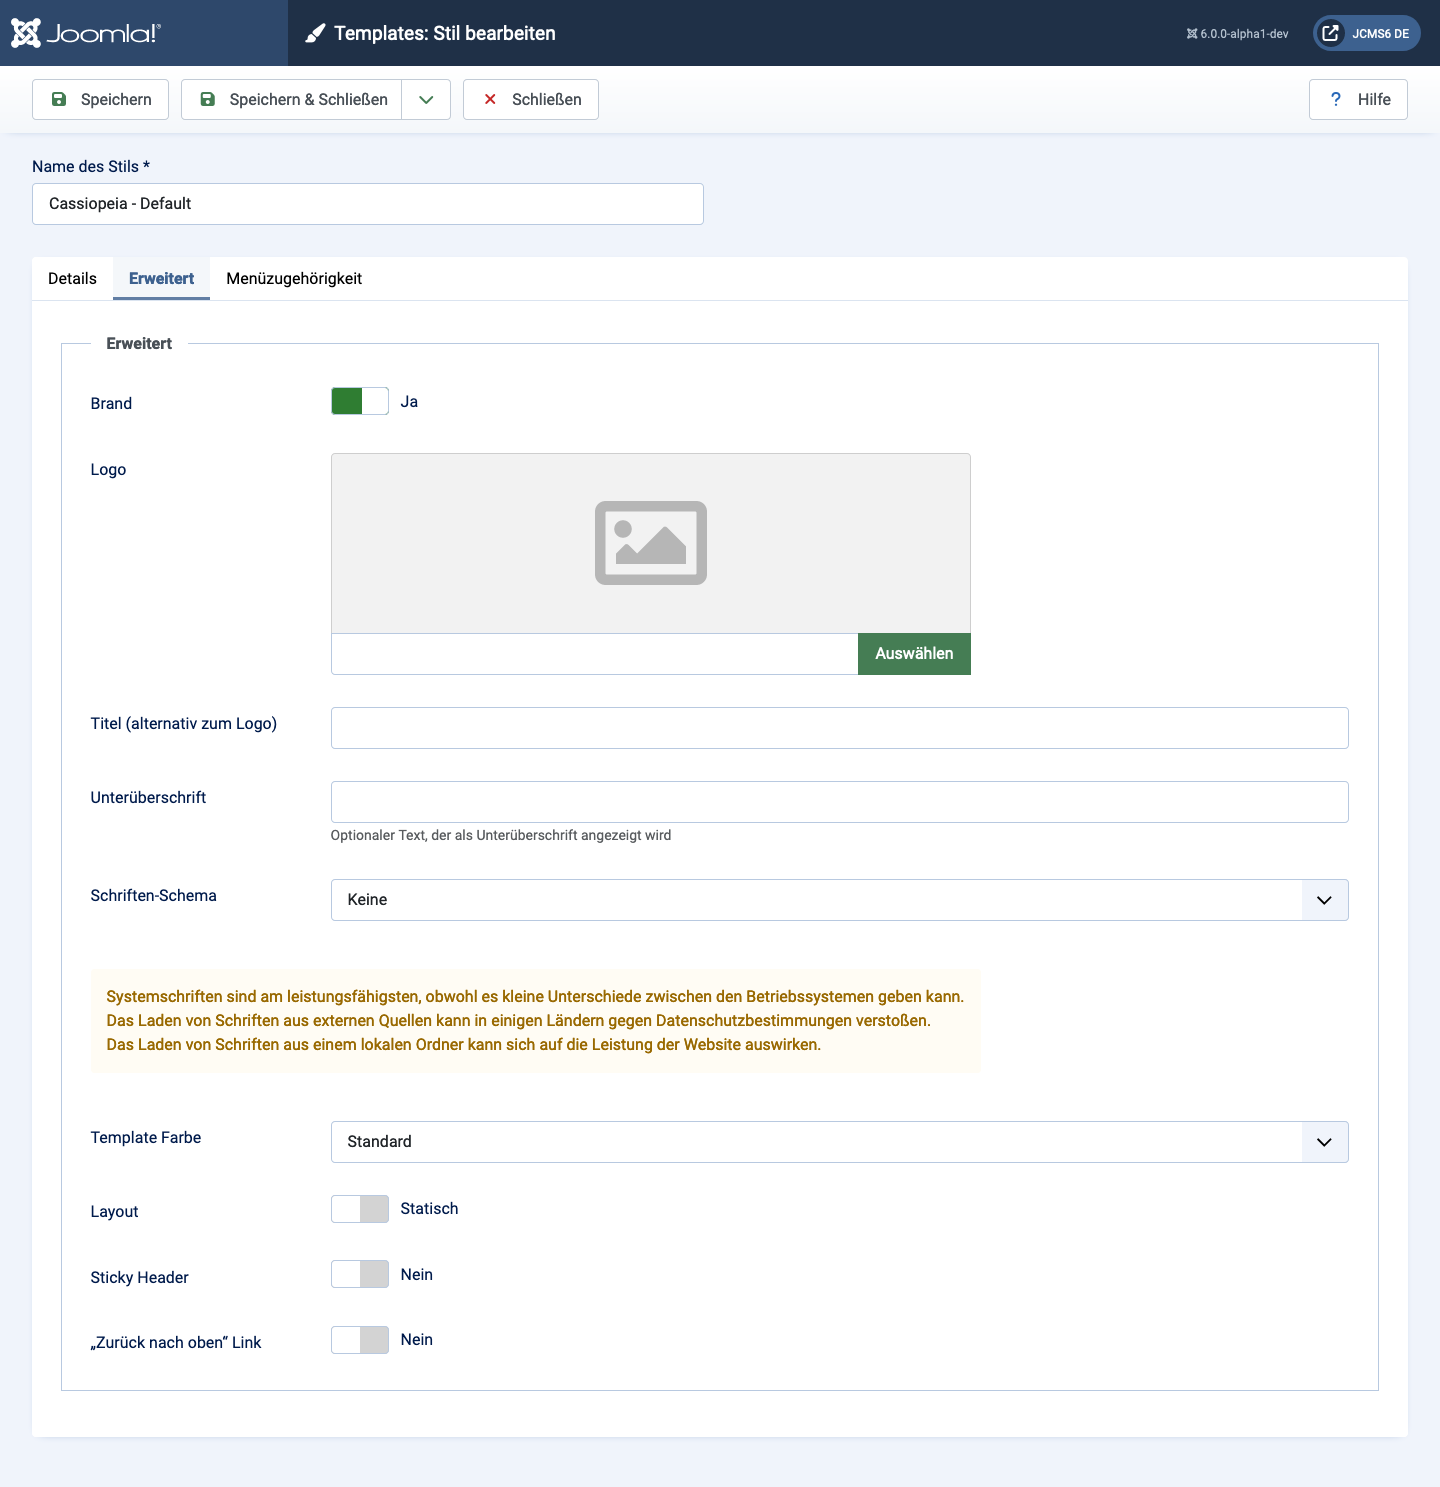 Joomla!®
Templates: Stil bearbeiten
6.0.0-alpha1-dev
JCMS6 DE
Speichern
Speichern & Schließen
Schließen
? Hilfe
Name des Stils *
Cassiopeia - Default
Details
Erweitert
Menüzugehörigkeit
Erweitert
Brand
Ja
Logo
Auswählen
Titel (alternativ zum Logo)
Unterüberschrift
Optionaler Text, der als Unterüberschrift angezeigt wird
Schriften-Schema
Keine
Systemschriften sind am leistungsfähigsten, obwohl es kleine Unterschiede zwischen den Betriebssystemen geben kann.
Das Laden von Schriften aus externen Quellen kann in einigen Ländern gegen Datenschutzbestimmungen verstoßen.
Das Laden von Schriften aus einem lokalen Ordner kann sich auf die Leistung der Website auswirken.
Template Farbe
Standard
Layout
Statisch
Sticky Header
Nein
„Zurück nach oben“ Link
Nein